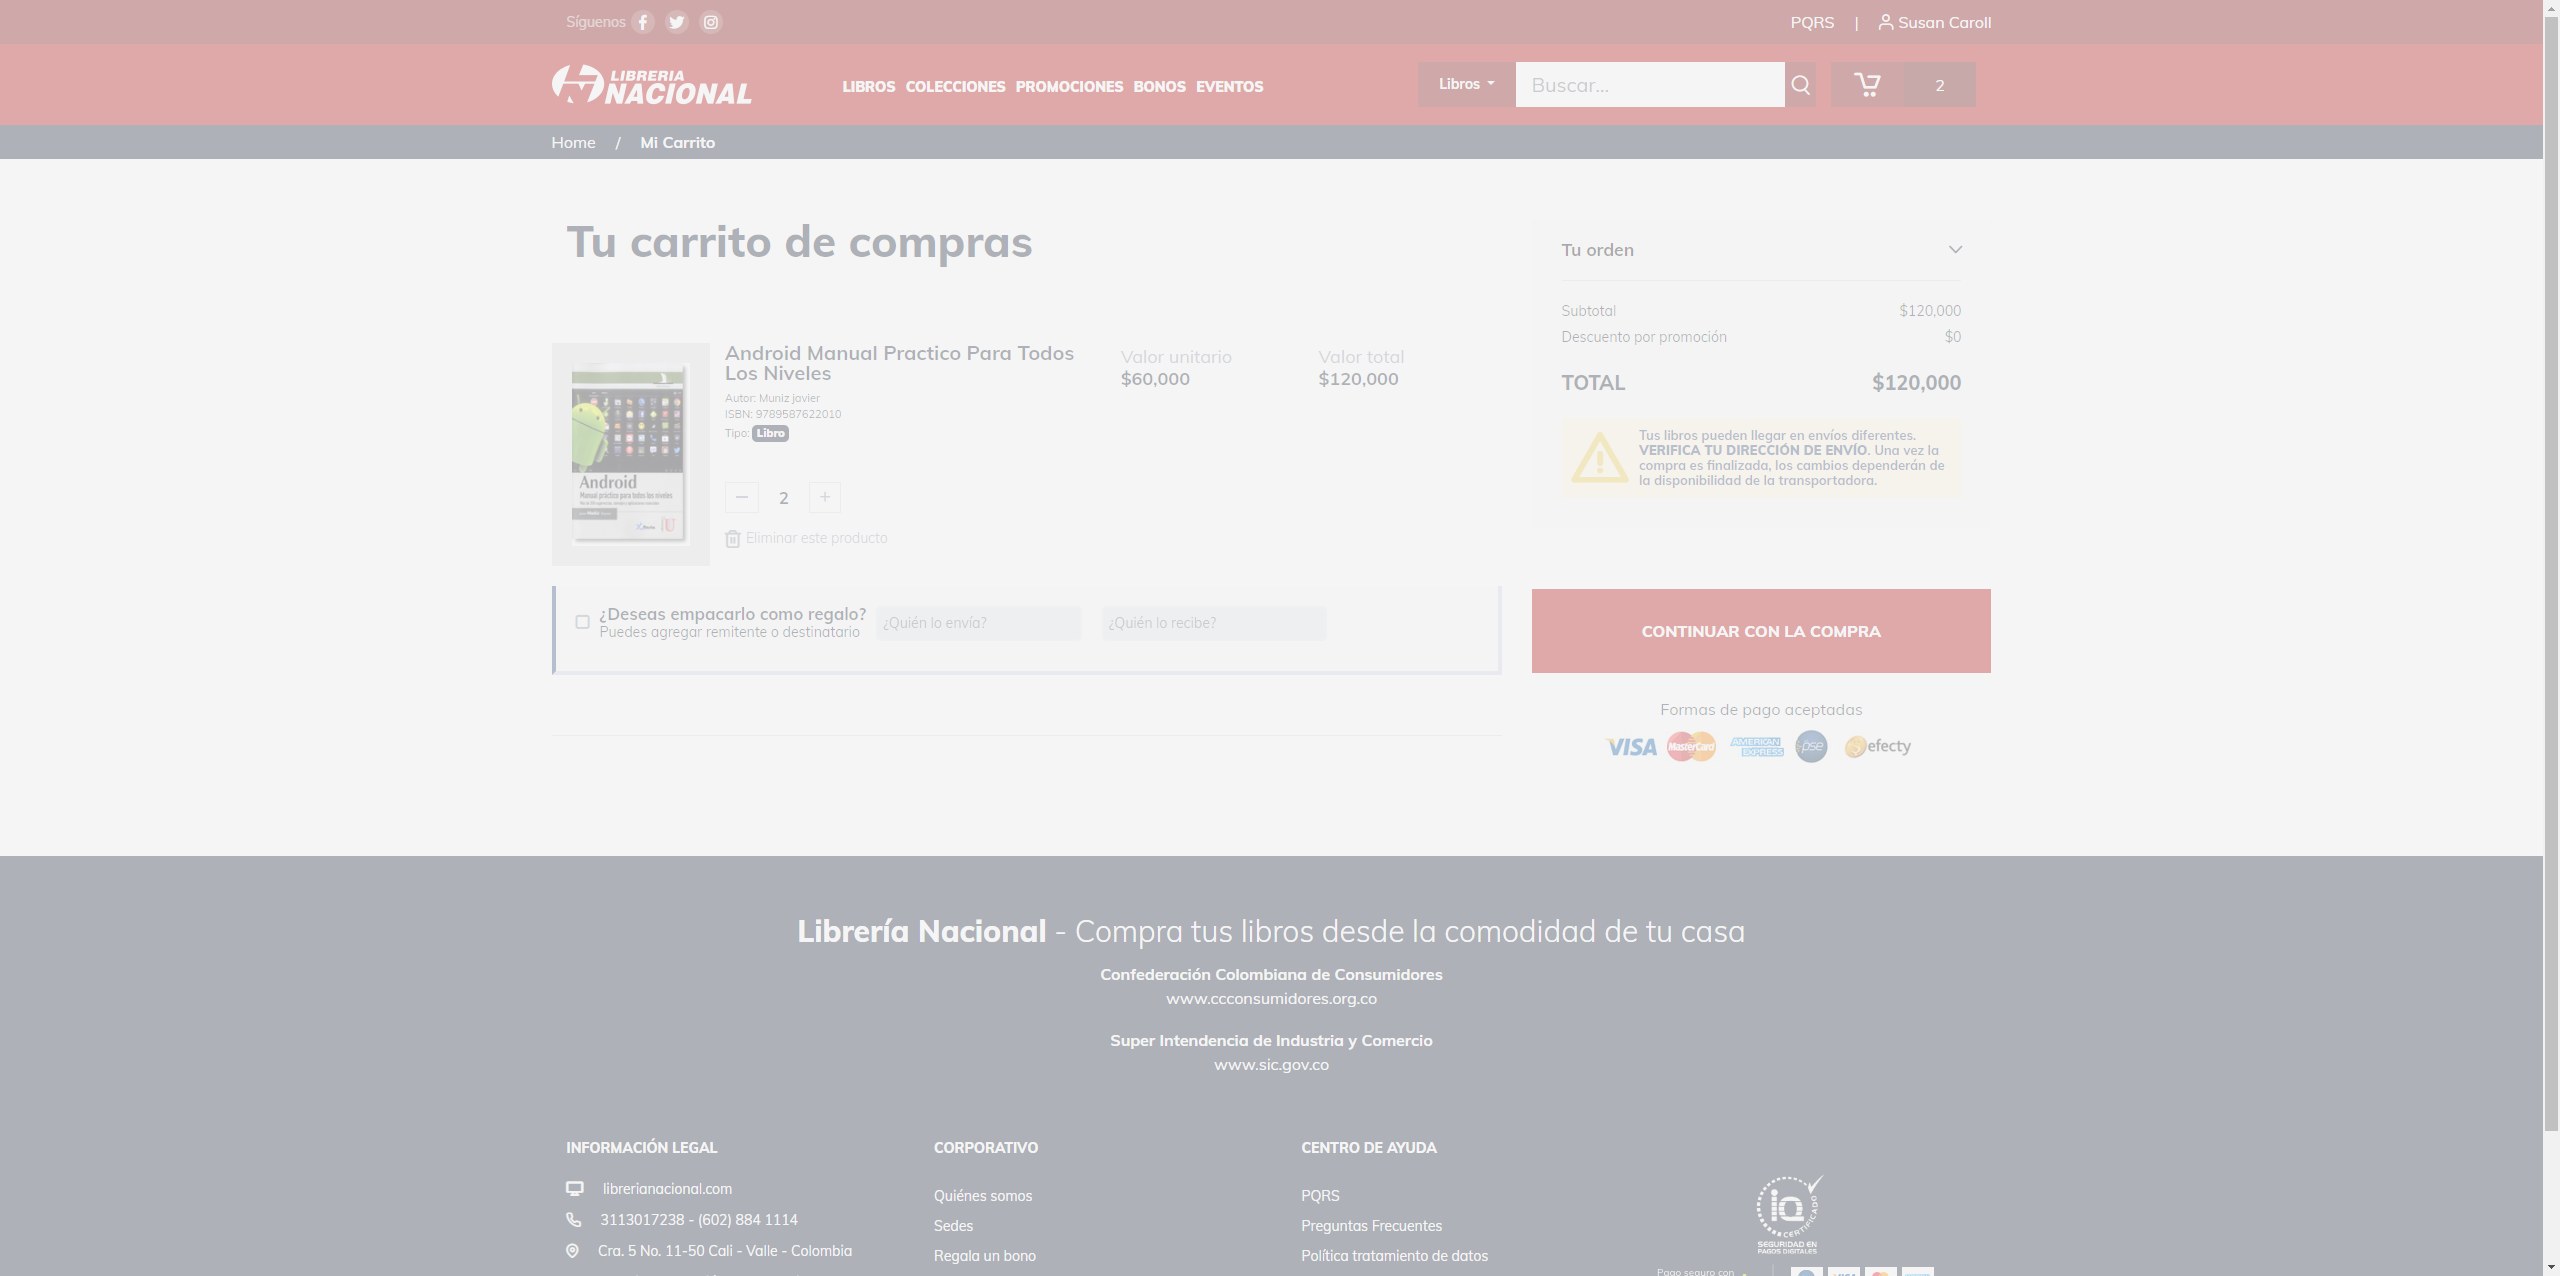 Síguenos
PQRS | Susan Caroll
LIBRERIA NACIONAL
LIBROS COLECCIONES PROMOCIONES BONOS EVENTOS
Libros
Buscar...
2
Home / Mi Carrito
Tu carrito de compras
Android Manual Practico Para Todos
Los Niveles
Autor: Muniz javier
ISBN: 9789587622010
Tipo: Libro
Valor unitario
$60,000
Valor total
$120,000
Android
Manual práctico para todos los niveles
2
Eliminar este producto
¿Deseas empacarlo como regalo?
Puedes agregar remitente o destinatario
¿Quién lo envía?
¿Quién lo recibe?
Tu orden
Subtotal $120,000
Descuento por promoción $0
TOTAL $120,000
Tus libros pueden llegar en envíos diferentes.
VERIFICA TU DIRECCIÓN DE ENVÍO. Una vez la
compra es finalizada, los cambios dependerán de
la disponibilidad de la transportadora.
CONTINUAR CON LA COMPRA
Formas de pago aceptadas
VISA MasterCard AMERICAN EXPRESS pse efecty
Librería Nacional - Compra tus libros desde la comodidad de tu casa
Confederación Colombiana de Consumidores
www.ccconsumidores.org.co
Super Intendencia de Industria y Comercio
www.sic.gov.co
INFORMACIÓN LEGAL
librerianacional.com
3113017238 - (602) 884 1114
Cra. 5 No. 11-50 Cali - Valle - Colombia
CORPORATIVO
Quiénes somos
Sedes
Regala un bono
CENTRO DE AYUDA
PQRS
Preguntas Frecuentes
Política tratamiento de datos
CERTIFICADO
SEGURIDAD EN
PAGOS DIGITALES
Pago seguro con